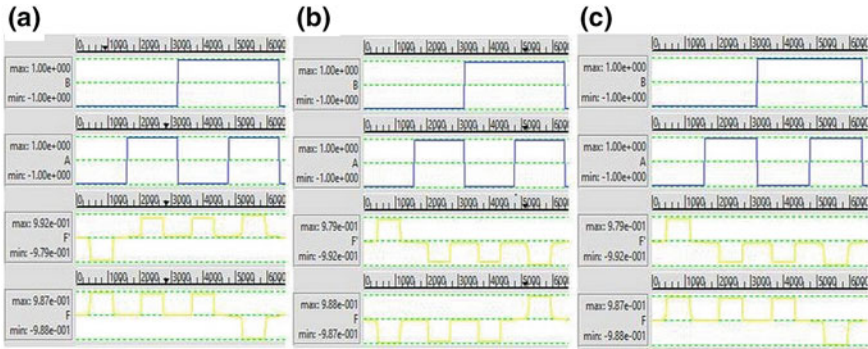 (a)
0, 1000, 2000, 3000, 4000, 5000, 6000
max: 1.00e+000
B
min: -1.00e+000
0, 1000, 2000, 3000, 4000, 5000, 6000
max: 1.00e+000
A
min: -1.00e+000
0, 1000, 2000, 3000, 4000, 5000, 6000
max: 9.92e-001
F'
min: -9.79e-001
0, 1000, 2000, 3000, 4000, 5000, 6000
max: 9.87e-001
F
min: -9.88e-001
(b)
0, 1000, 2000, 3000, 4000, 5000, 6000
max: 1.00e+000
B
min: -1.00e+000
0, 1000, 2000, 3000, 4000, 5000, 6000
max: 1.00e+000
A
min: -1.00e+000
0, 1000, 2000, 3000, 4000, 5000, 6000
max: 9.79e-001
F'
min: -9.92e-001
0, 1000, 2000, 3000, 4000, 5000, 6000
max: 9.88e-001
F
min: -9.87e-001
(c)
0, 1000, 2000, 3000, 4000, 5000, 6000
max: 1.00e+000
B
min: -1.00e+000
0, 1000, 2000, 3000, 4000, 5000, 6000
max: 1.00e+000
A
min: -1.00e+000
0, 1000, 2000, 3000, 4000, 5000, 6000
max: 9.79e-001
F'
min: -9.92e-001
0, 1000, 2000, 3000, 4000, 5000, 6000
max: 9.87e-001
F
min: -9.88e-001